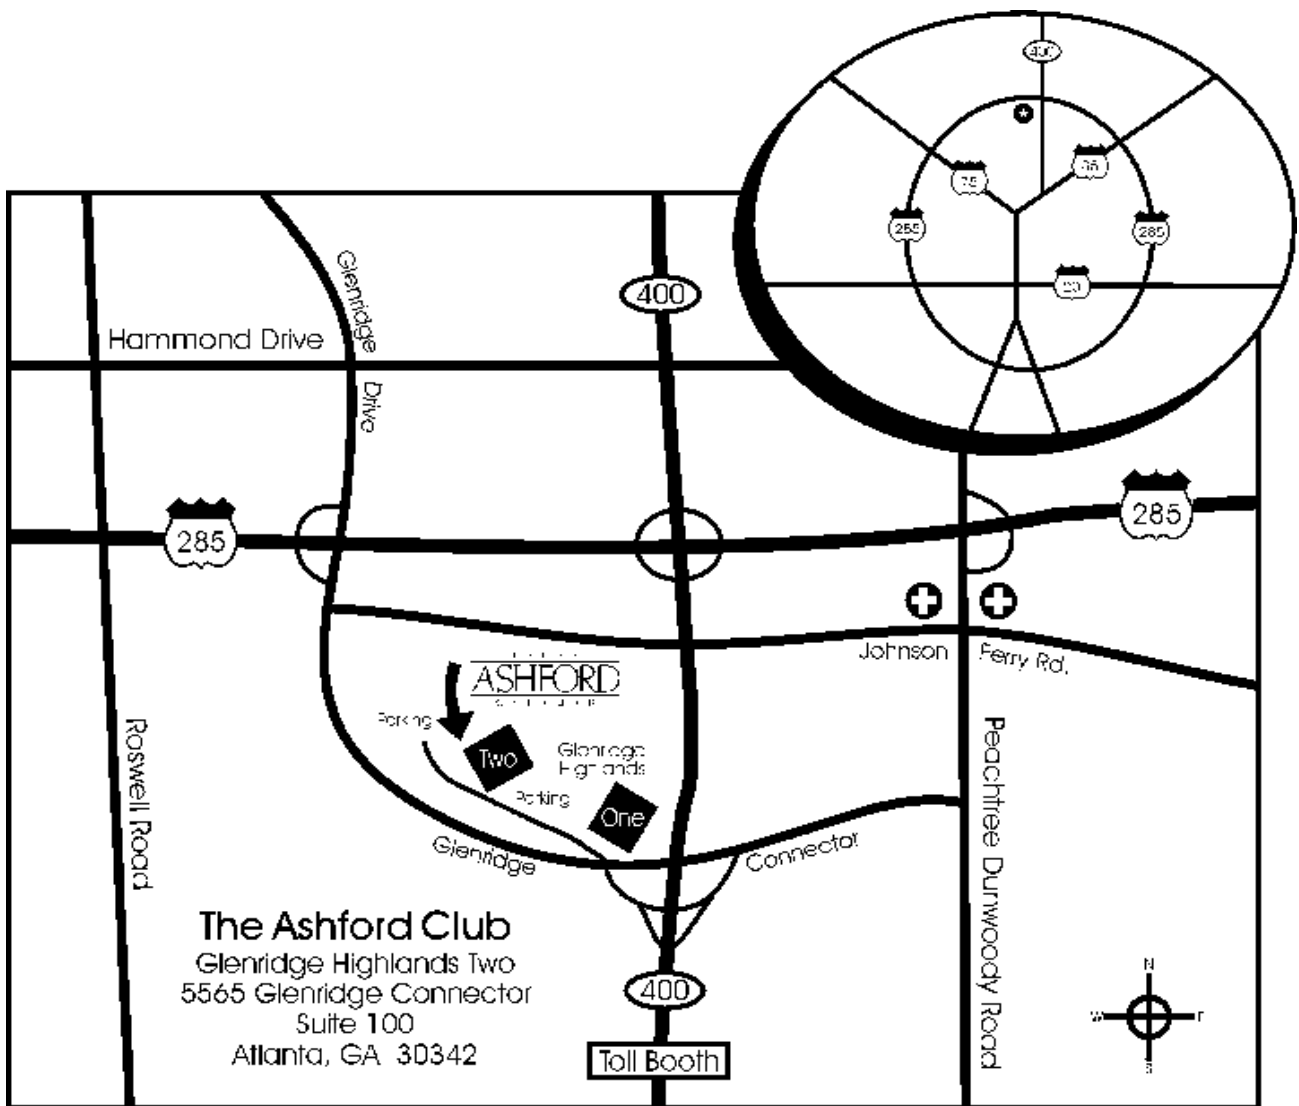 400
75
85
285
285
20
Glenridge
Drive
400
Hammond Drive
285
285
Johnson
Ferry Rd.
ASHFORD
Parking
Two
Glenridge
Highlands
Parking
One
Glenridge
Connector
Roswell Road
Peachtree Dunwoody Road
The Ashford Club
Glenridge Highlands Two
5565 Glenridge Connector
Suite 100
Atlanta, GA 30342
400
Toll Booth
N
W
E
S